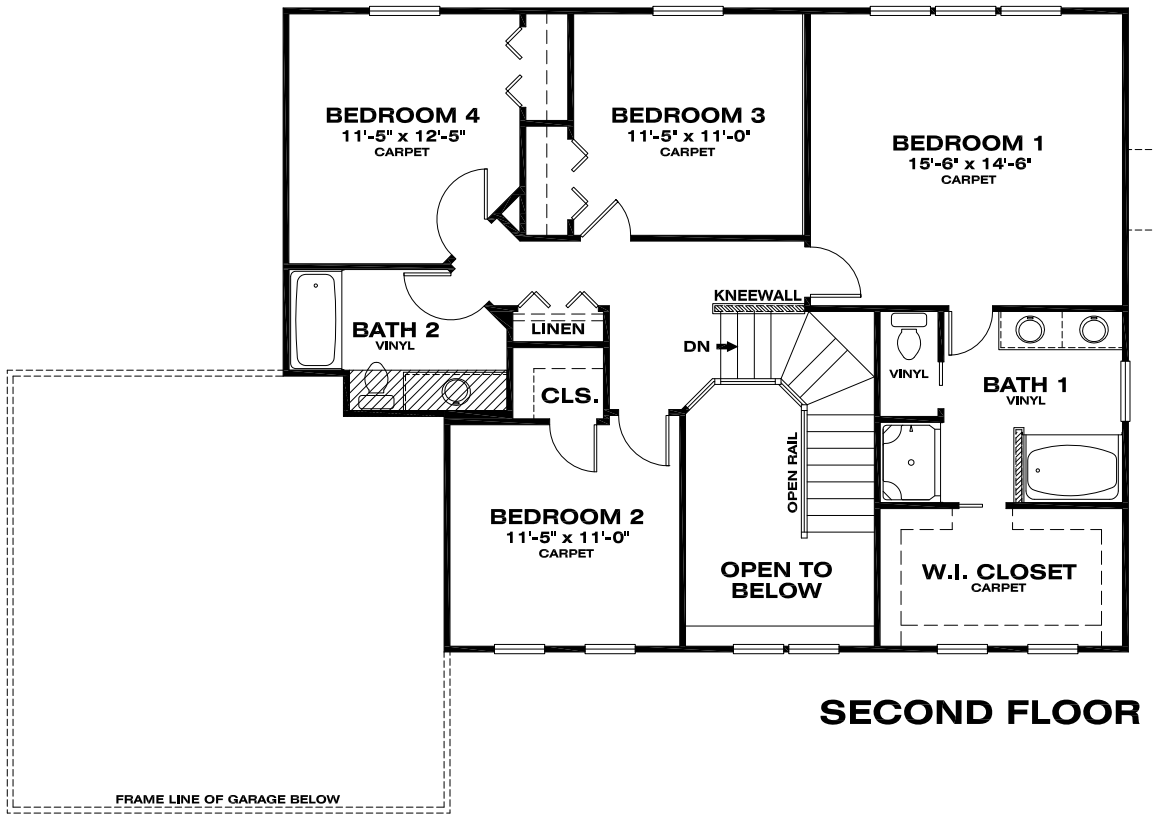 BEDROOM 4
11'-5" x 12'-5"
CARPET
BEDROOM 3
11'-5" x 11'-0"
CARPET
BEDROOM 1
15'-6" x 14'-6"
CARPET
KNEEWALL
BATH 2
VINYL
LINEN
DN
VINYL
BATH 1
VINYL
CLS.
OPEN RAIL
BEDROOM 2
11'-5" x 11'-0"
CARPET
OPEN TO
BELOW
W.I. CLOSET
CARPET
SECOND FLOOR
FRAME LINE OF GARAGE BELOW